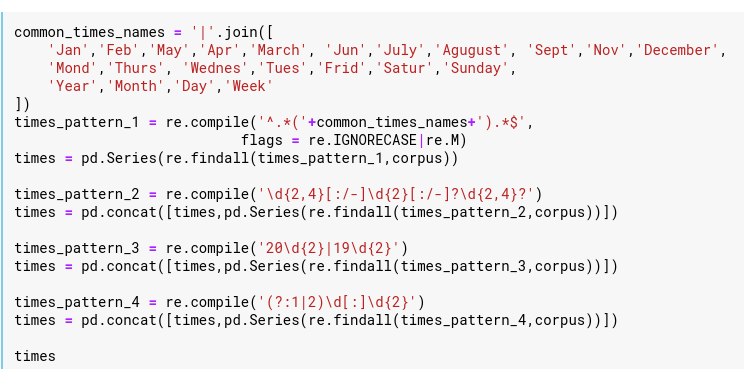 common_times_names = '|'.join([
    'Jan','Feb','May','Apr','March', 'Jun','July','Agugust', 'Sept','Nov','December',
    'Mond','Thurs', 'Wednes','Tues','Frid','Satur','Sunday',
    'Year','Month','Day','Week'
])
times_pattern_1 = re.compile('^.*('+common_times_names+').*$',
                             flags = re.IGNORECASE|re.M)
times = pd.Series(re.findall(times_pattern_1,corpus))

times_pattern_2 = re.compile('\d{2,4}[:/-]\d{2}[:/-]?\d{2,4}?')
times = pd.concat([times,pd.Series(re.findall(times_pattern_2,corpus))])

times_pattern_3 = re.compile('20\d{2}|19\d{2}')
times = pd.concat([times,pd.Series(re.findall(times_pattern_3,corpus))])

times_pattern_4 = re.compile('(?:1|2)\d[:]\d{2}')
times = pd.concat([times,pd.Series(re.findall(times_pattern_4,corpus))])

times